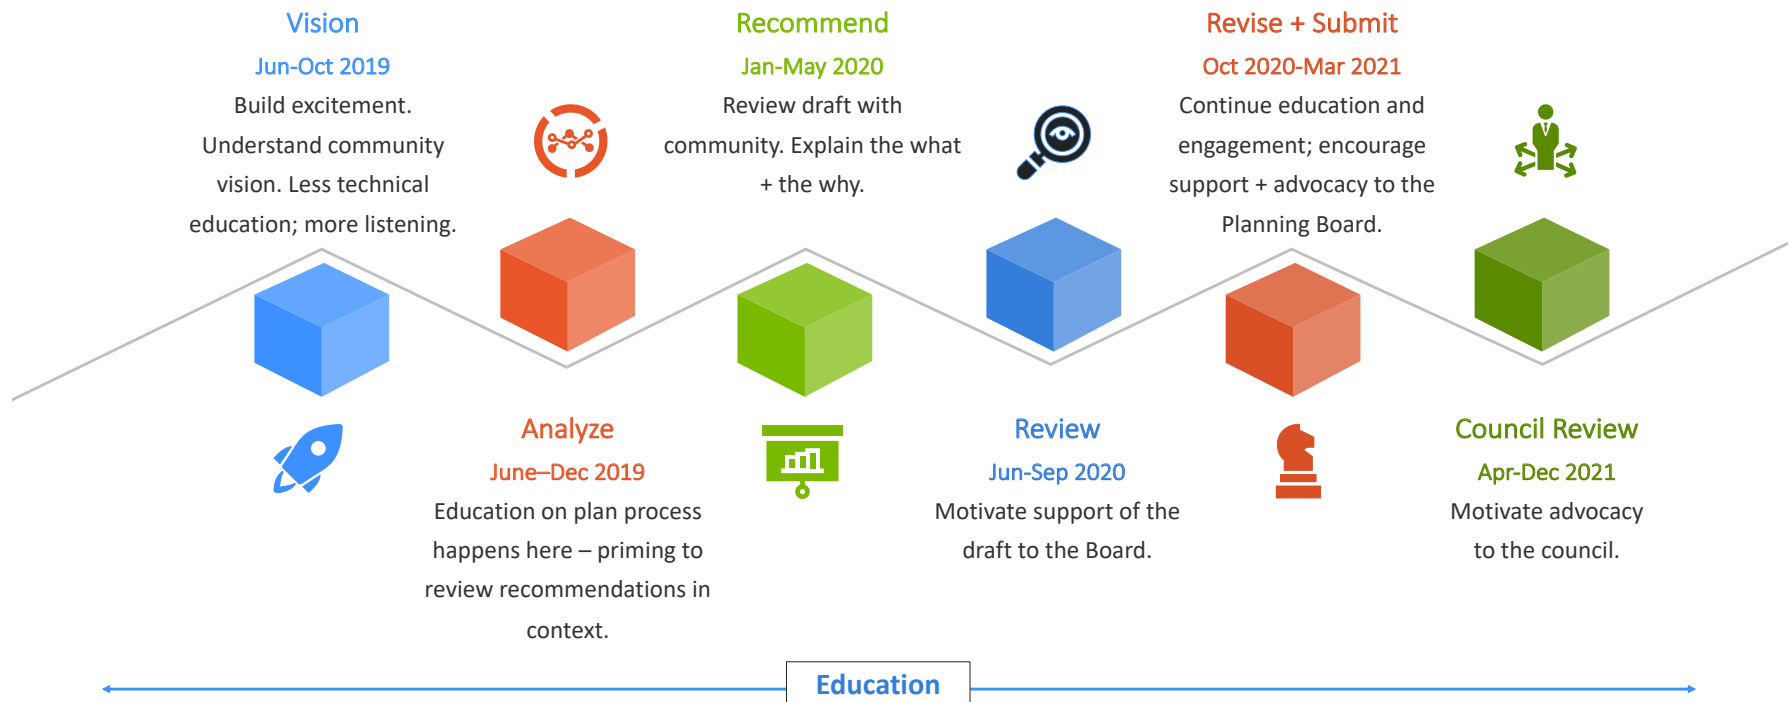 Vision
Jun-Oct 2019
Build excitement.
Understand community
vision. Less technical
education; more listening.
Analyze
June–Dec 2019
Education on plan process
happens here – priming to
review recommendations in
context.
Recommend
Jan-May 2020
Review draft with
community. Explain the what
+ the why.
Review
Jun-Sep 2020
Motivate support of the
draft to the Board.
Revise + Submit
Oct 2020-Mar 2021
Continue education and
engagement; encourage
support + advocacy to the
Planning Board.
Council Review
Apr-Dec 2021
Motivate advocacy
to the council.
Education